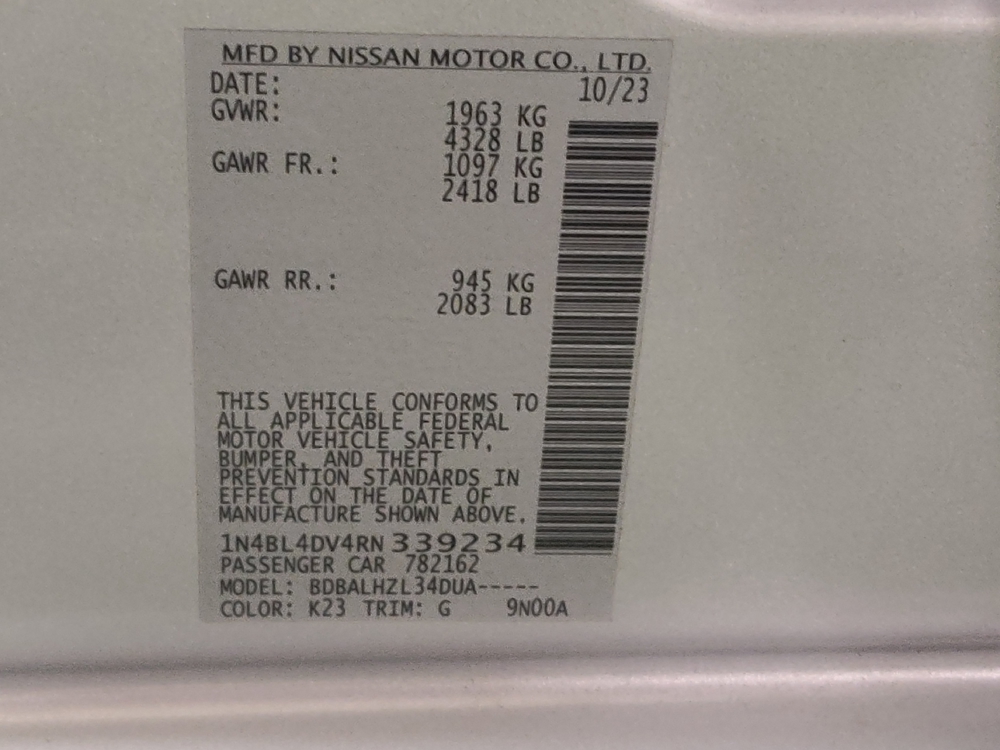 MFD BY NISSAN MOTOR CO., LTD.
DATE: 10/23
GVWR: 1963 KG
4328 LB
GAWR FR.: 1097 KG
2418 LB
GAWR RR.: 945 KG
2083 LB
THIS VEHICLE CONFORMS TO
ALL APPLICABLE FEDERAL
MOTOR VEHICLE SAFETY,
BUMPER, AND THEFT
PREVENTION STANDARDS IN
EFFECT ON THE DATE OF
MANUFACTURE SHOWN ABOVE.
1N4BL4DV4RN339234
PASSENGER CAR 782162
MODEL: BDBALHZL34DUA-----
COLOR: K23 TRIM: G 9N00A